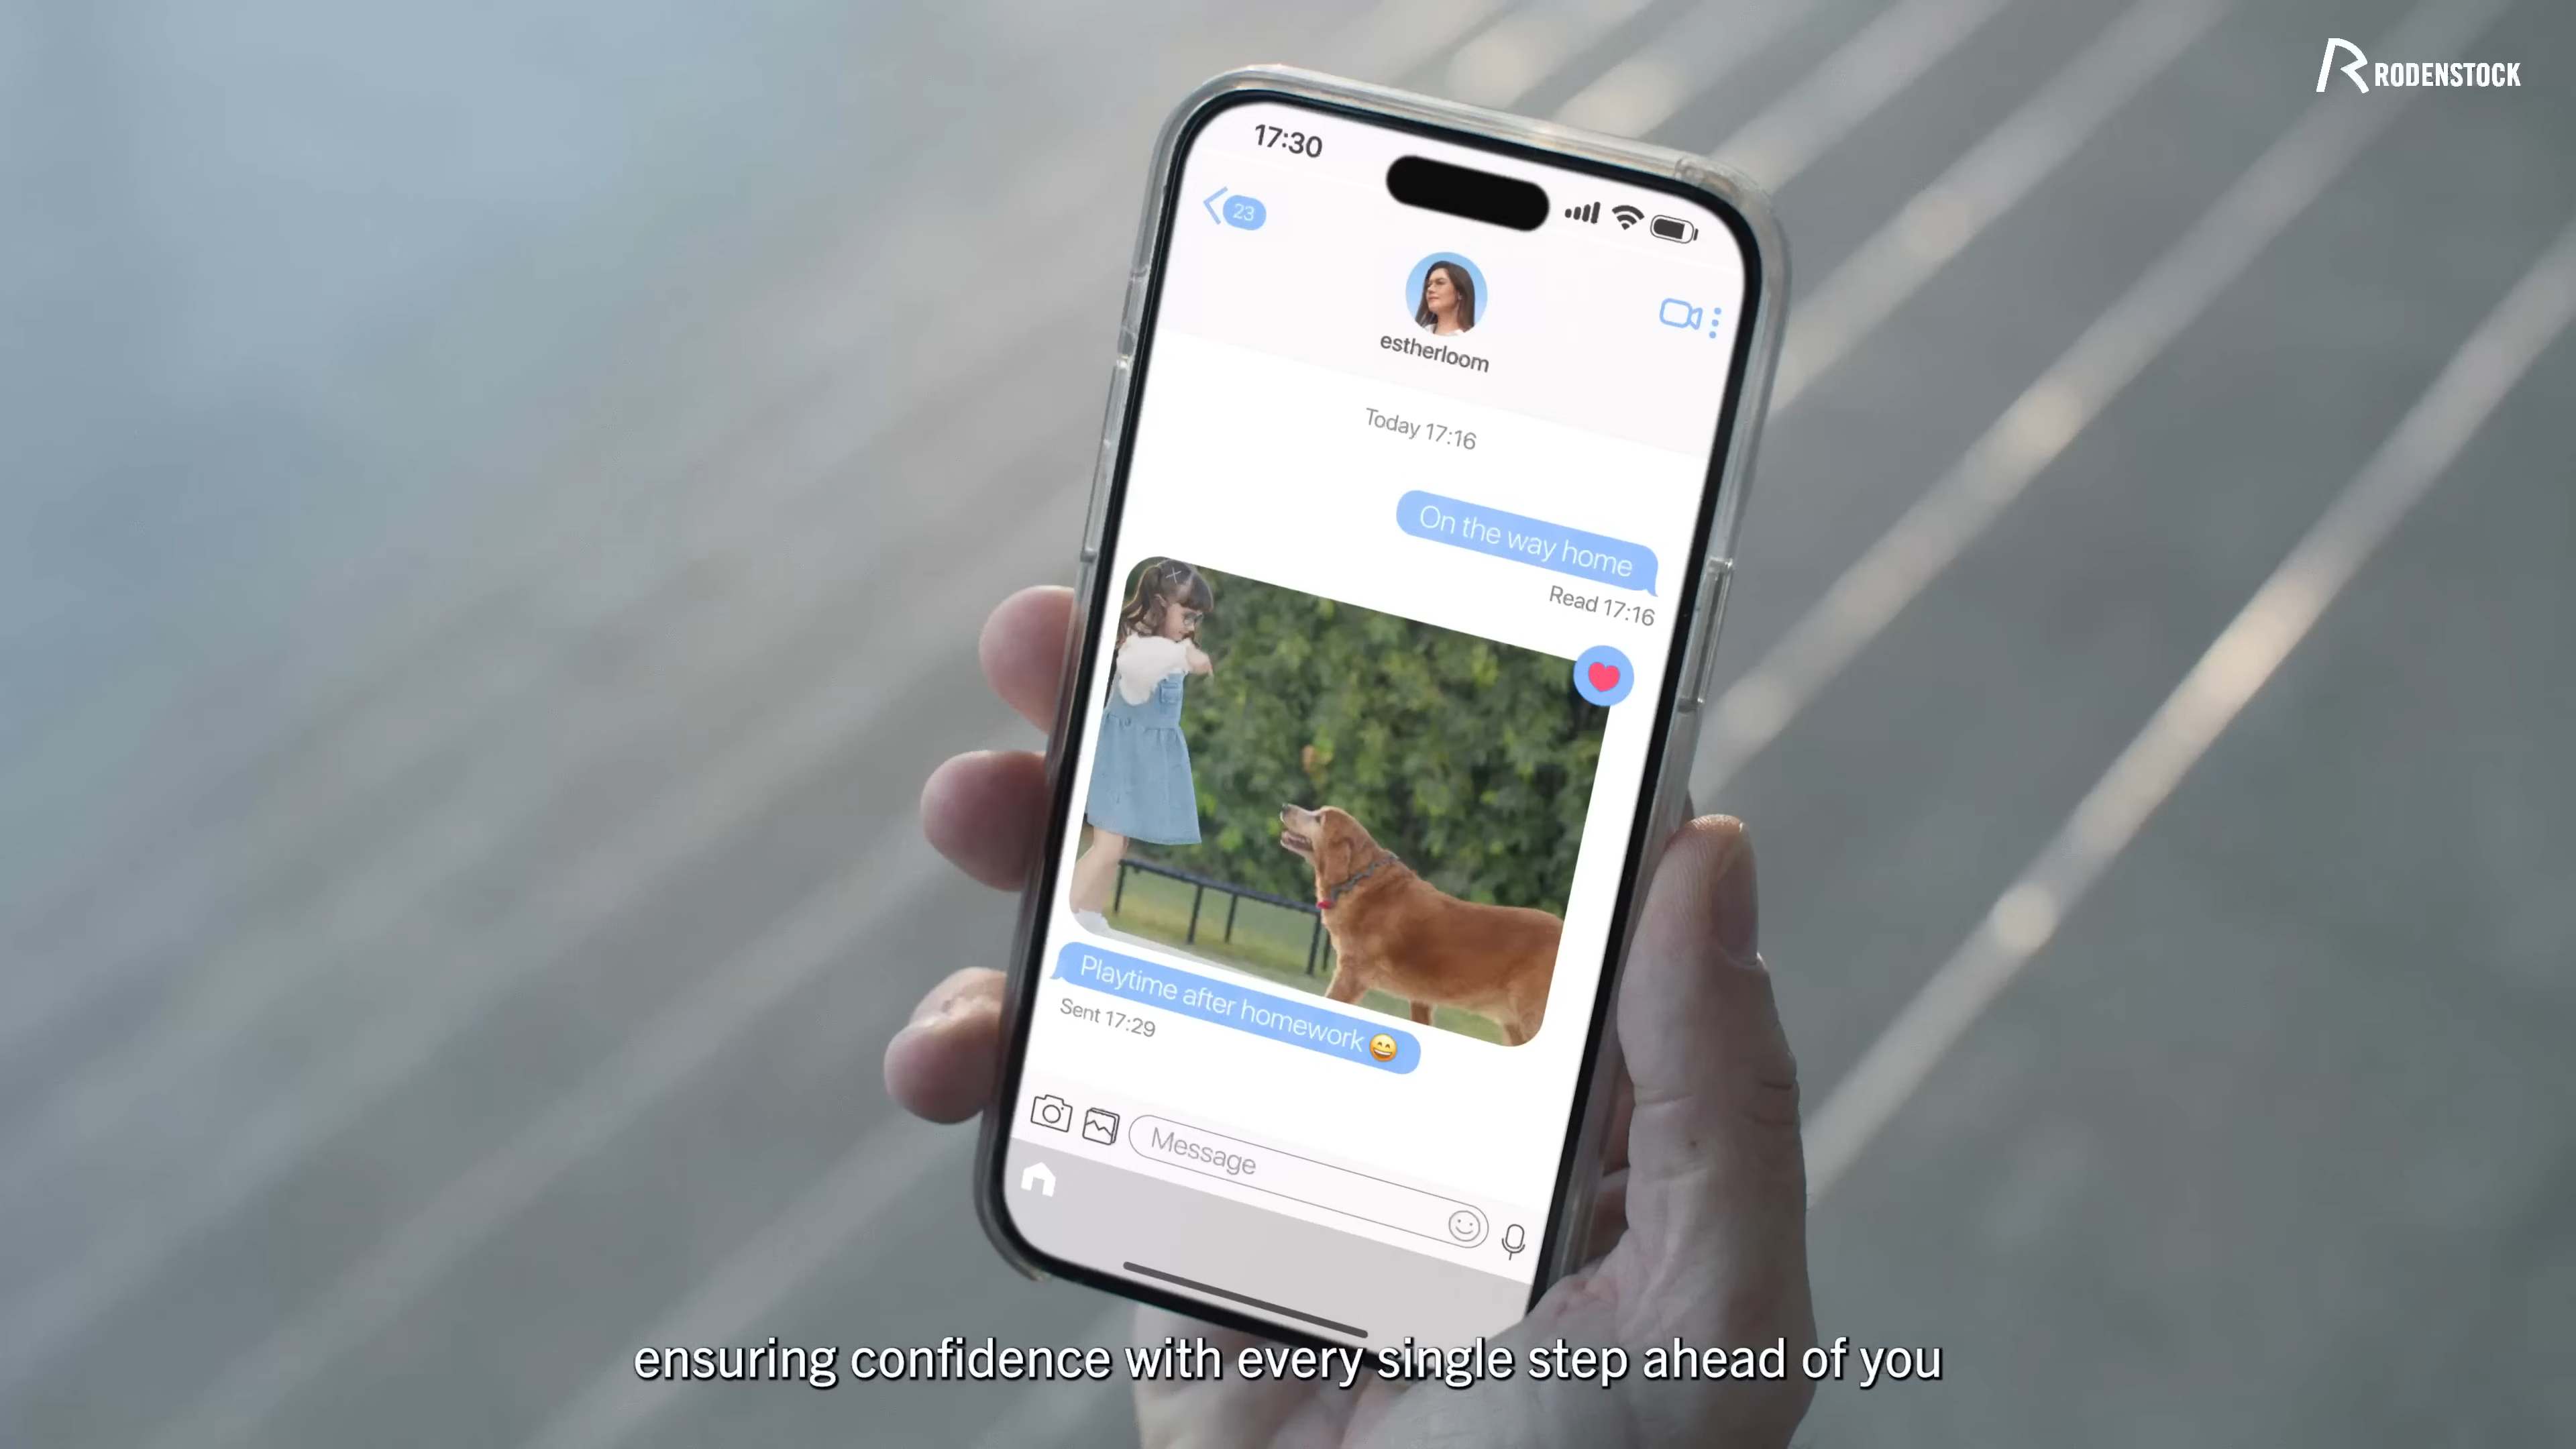 RODENSTOCK
17:30
23
estherloom
Today 17:16
On the way home
Read 17:16
Playtime after homework 😄
Sent 17:29
Message
ensuring confidence with every single step ahead of you